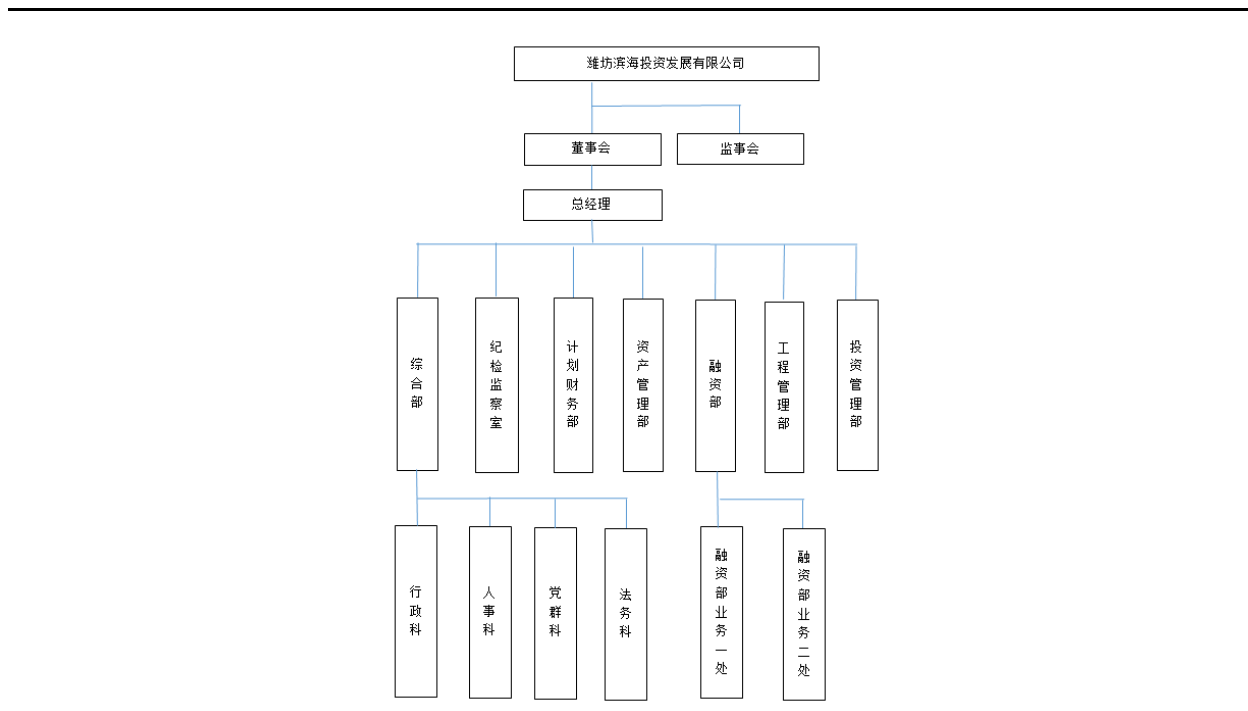 潍坊滨海投资发展有限公司
董事会
监事会
总经理
综合部
纪检监察室
计划财务部
资产管理部
融资部
工程管理部
投资管理部
行政科
人事科
党群科
法务科
融资部业务一处
融资部业务二处